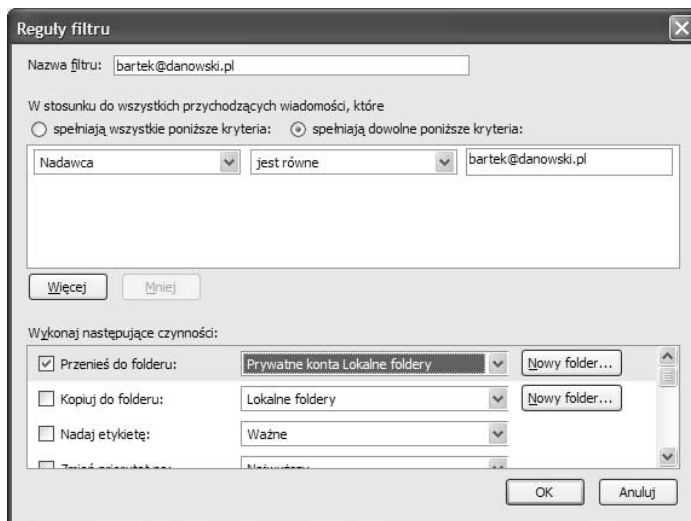 Reguły filtru
Nazwa filtru: bartek@danowski.pl
W stosunku do wszystkich przychodzących wiadomości, które
spełniają wszystkie poniższe kryteria: spełniają dowolne poniższe kryteria:
Nadawca jest równe bartek@danowski.pl
Więcej Mniej
Wykonaj następujące czynności:
Przenieś do folderu: Prywatne konta Lokalne foldery Nowy folder...
Kopiuj do folderu: Lokalne foldery Nowy folder...
Nadaj etykietę: Ważne
OK Anuluj